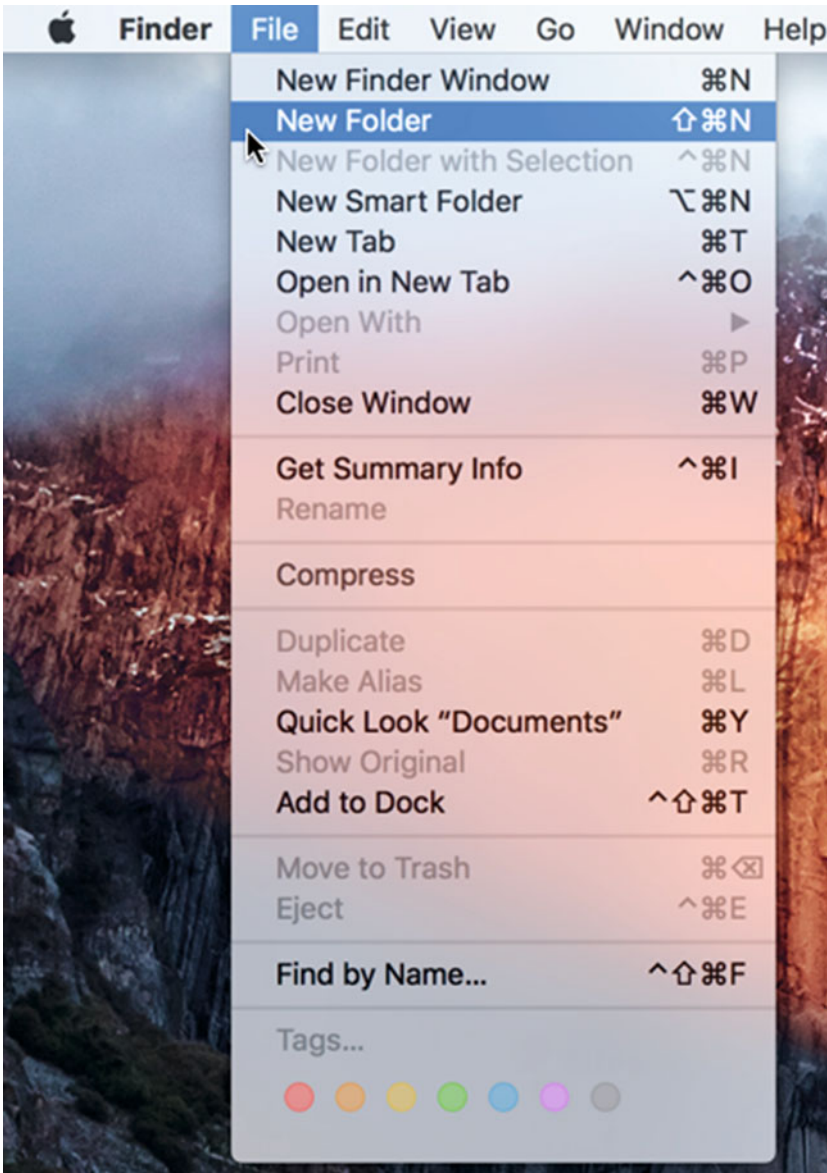 Finder File Edit View Go Window Help
New Finder Window ⌘N
New Folder ⇧⌘N
New Folder with Selection ^⌘N
New Smart Folder ⌥⌘N
New Tab ⌘T
Open in New Tab ^⌘O
Open With ▶
Print ⌘P
Close Window ⌘W
Get Summary Info ^⌘I
Rename
Compress
Duplicate ⌘D
Make Alias ⌘L
Quick Look “Documents” ⌘Y
Show Original ⌘R
Add to Dock ^⇧⌘T
Move to Trash ⌘⌫
Eject ^⌘E
Find by Name... ^⇧⌘F
Tags...